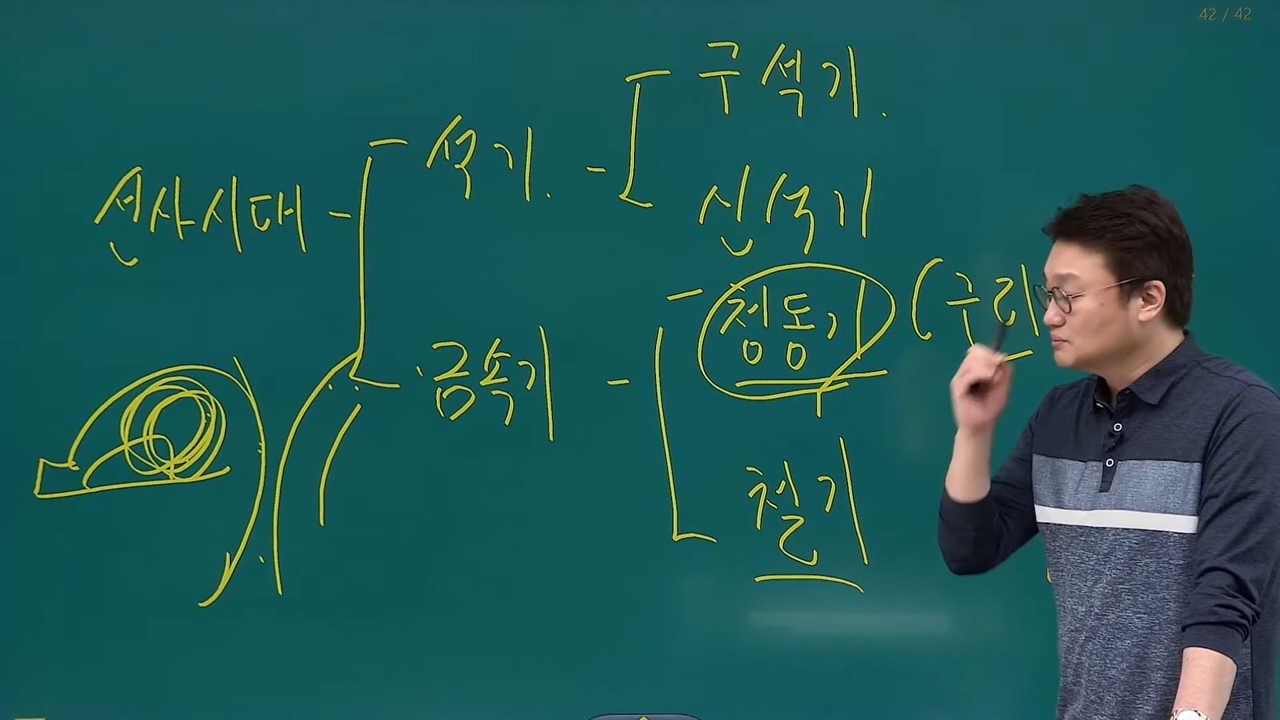 42 / 42
구석기.
선사시대 - 석기. -
신석기
청동기 (구리
금속기 -
철기